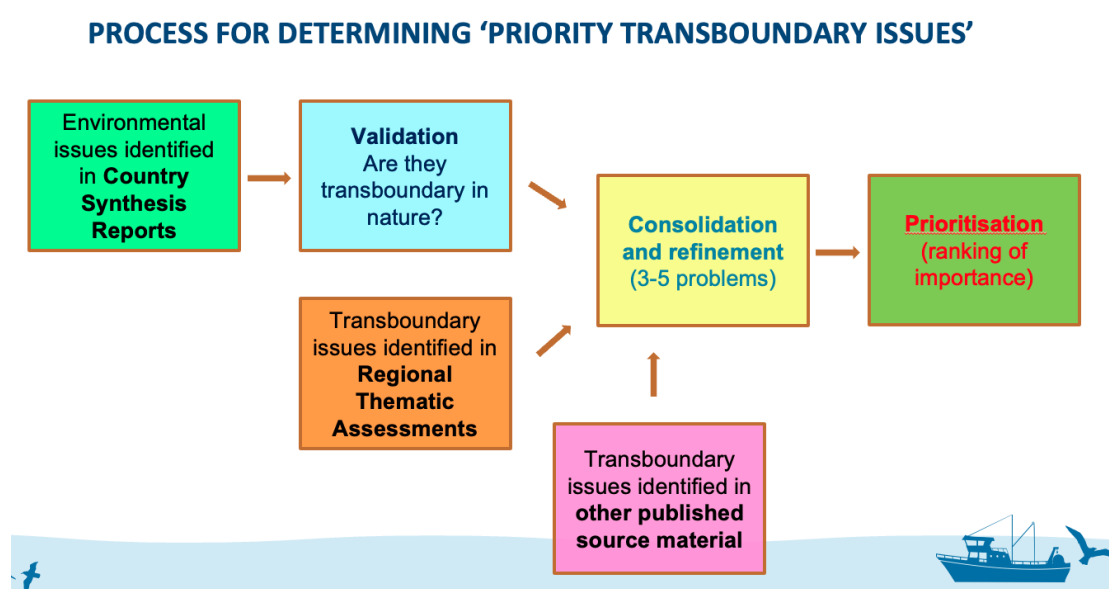 PROCESS FOR DETERMINING ‘PRIORITY TRANSBOUNDARY ISSUES’
Environmental
issues identified
in Country
Synthesis
Reports
Validation
Are they
transboundary in
nature?
Transboundary
issues identified in
Regional
Thematic
Assessments
Consolidation
and refinement
(3-5 problems)
Transboundary
issues identified in
other published
source material
Prioritisation
(ranking of
importance)